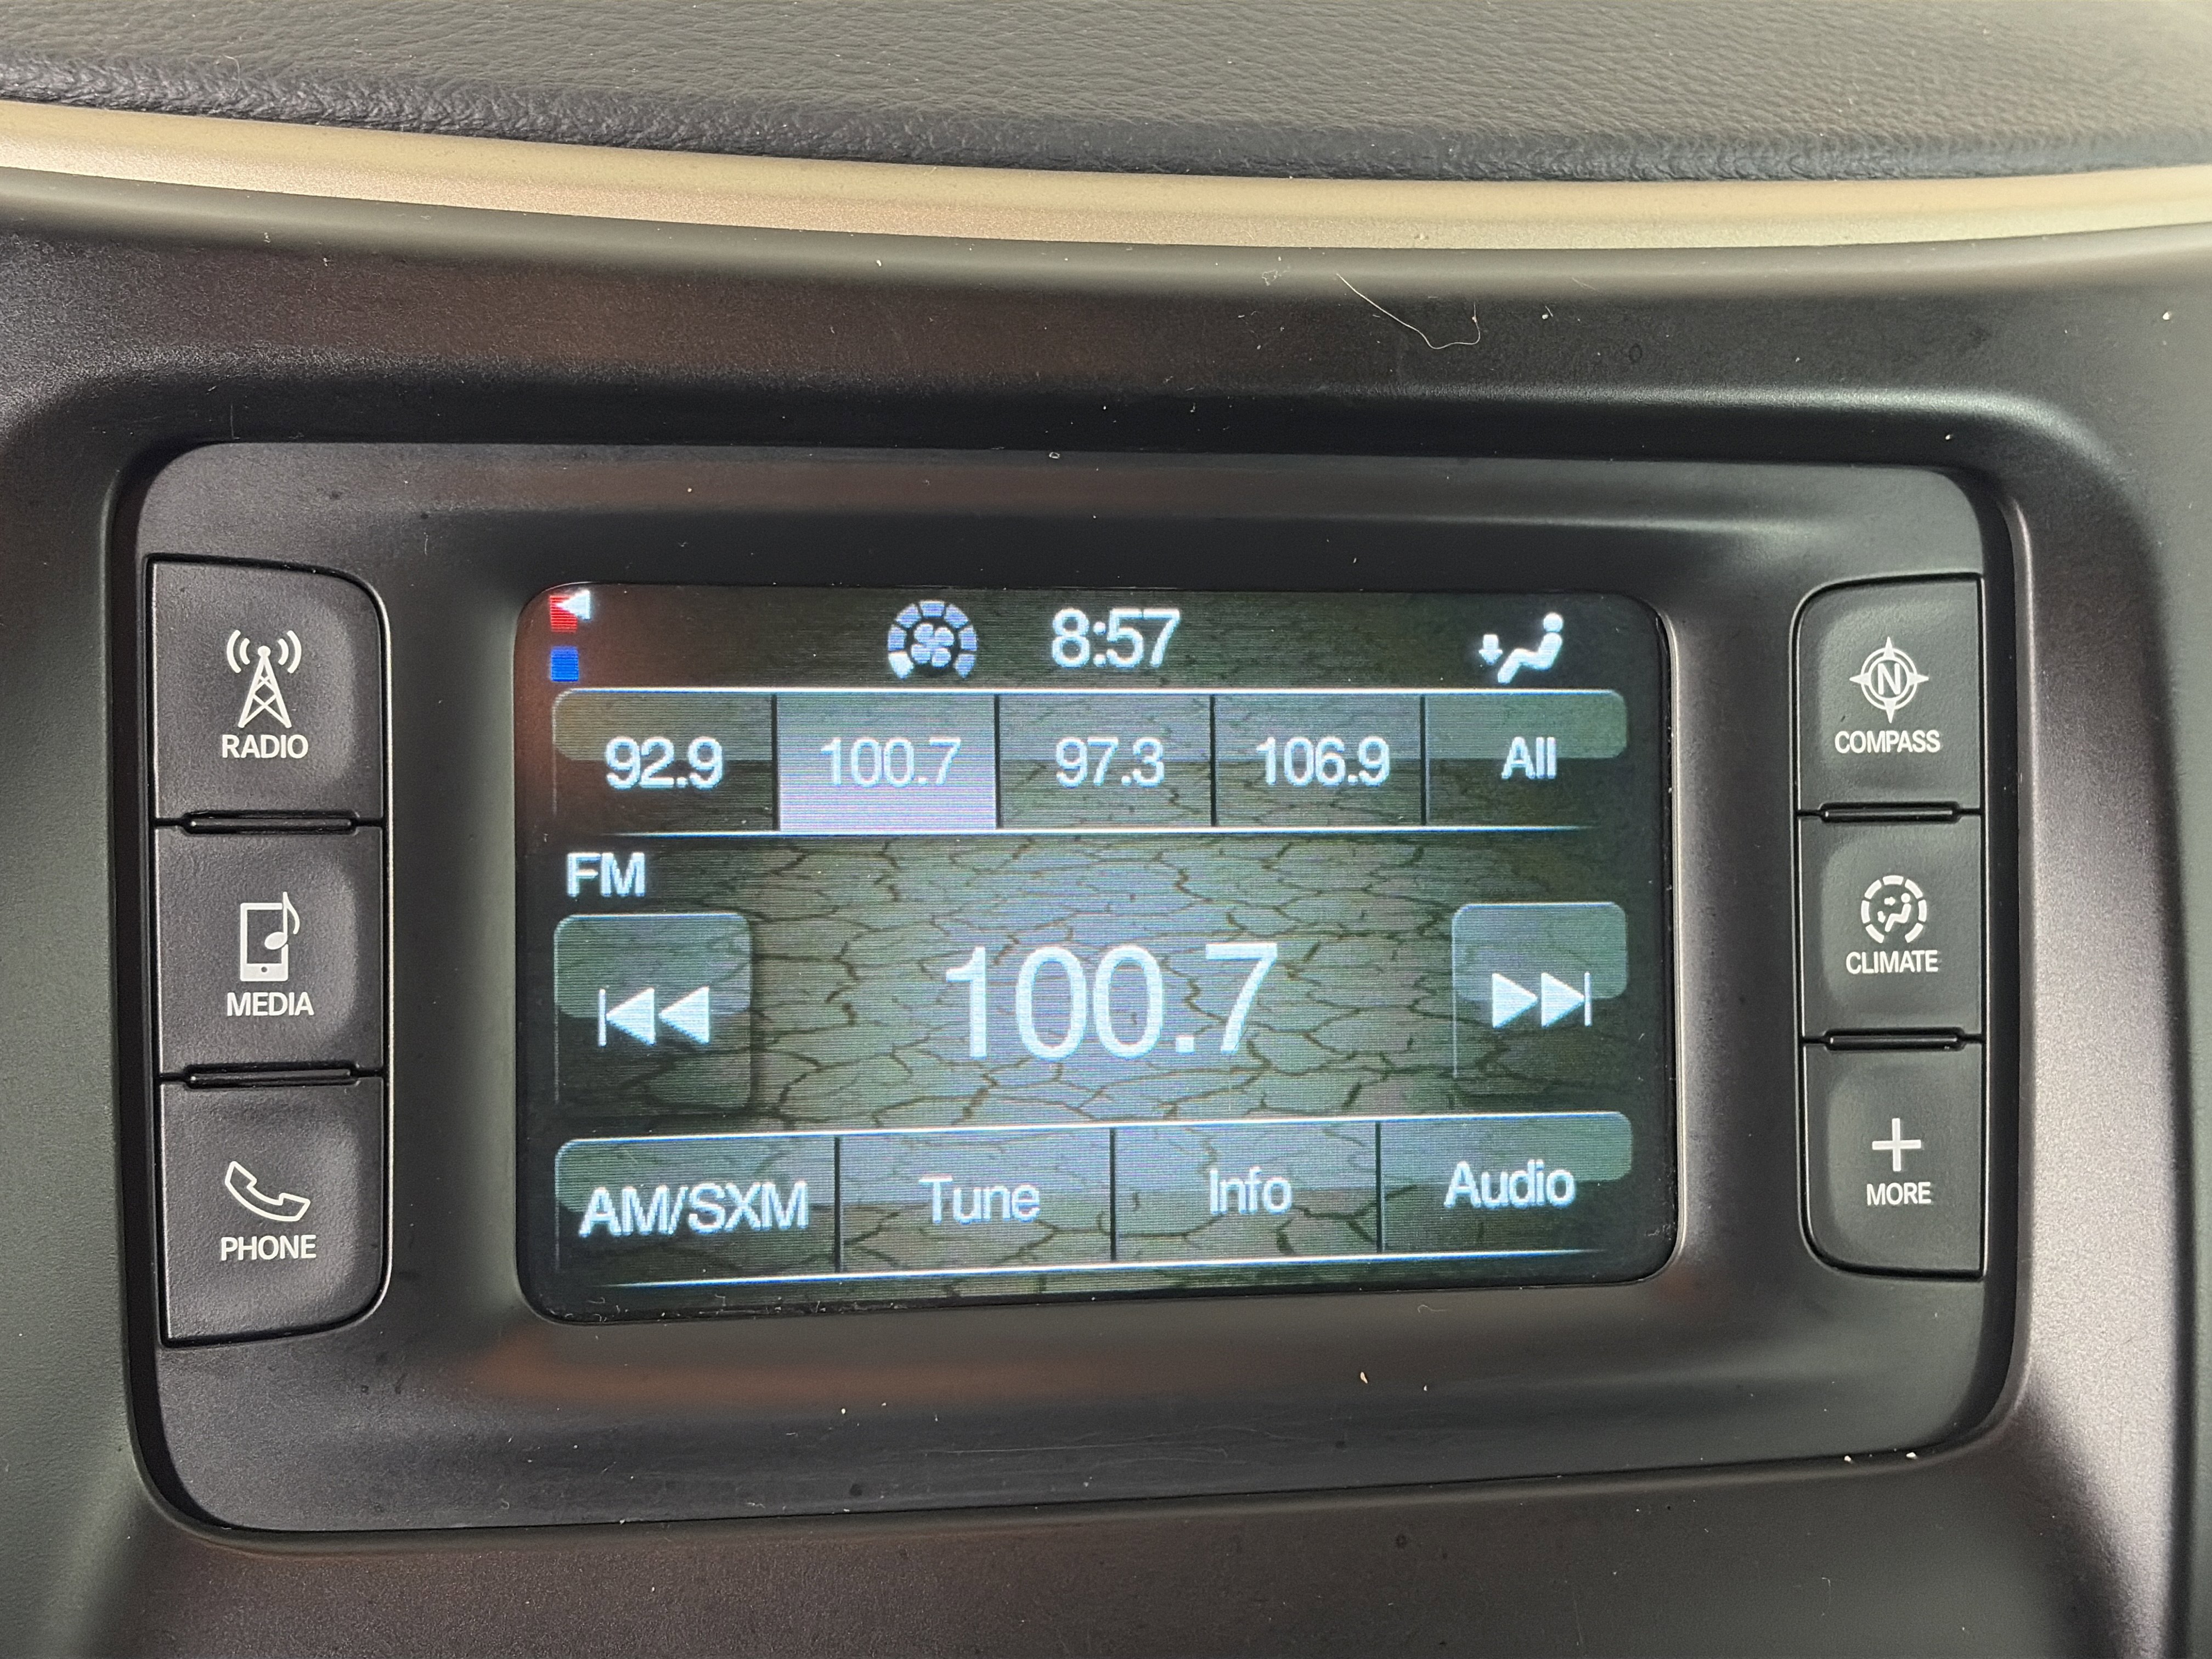 8:57
92.9 100.7 97.3 106.9 All
FM
100.7
AM/SXM Tune Info Audio
RADIO
MEDIA
PHONE
N
COMPASS
CLIMATE
MORE